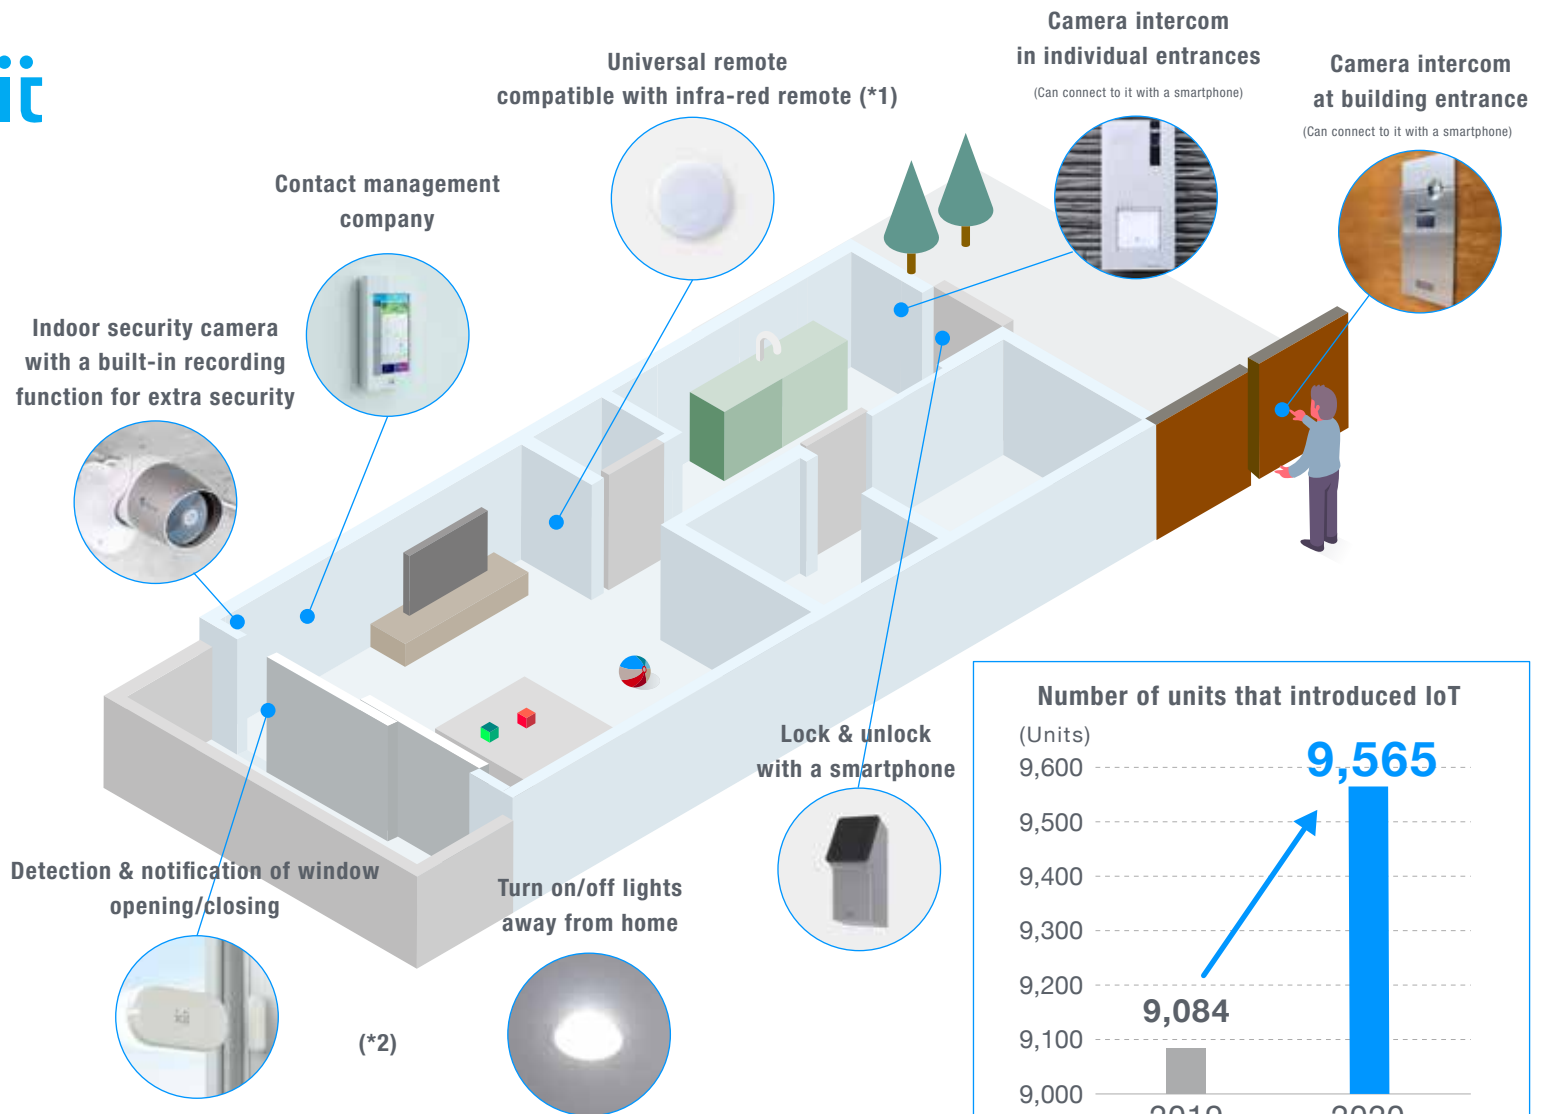 Camera intercom
in individual entrances
(Can connect to it with a smartphone)
Camera intercom
at building entrance
(Can connect to it with a smartphone)
Universal remote
compatible with infra-red remote (*1)
Contact management
company
Indoor security camera
with a built-in recording
function for extra security
Lock & unlock
with a smartphone
Detection & notification of window
opening/closing
(*2)
Turn on/off lights
away from home
Number of units that introduced IoT
(Units)
9,600
9,500
9,400
9,300
9,200
9,100
9,000
9,565
9,084
2019
2020